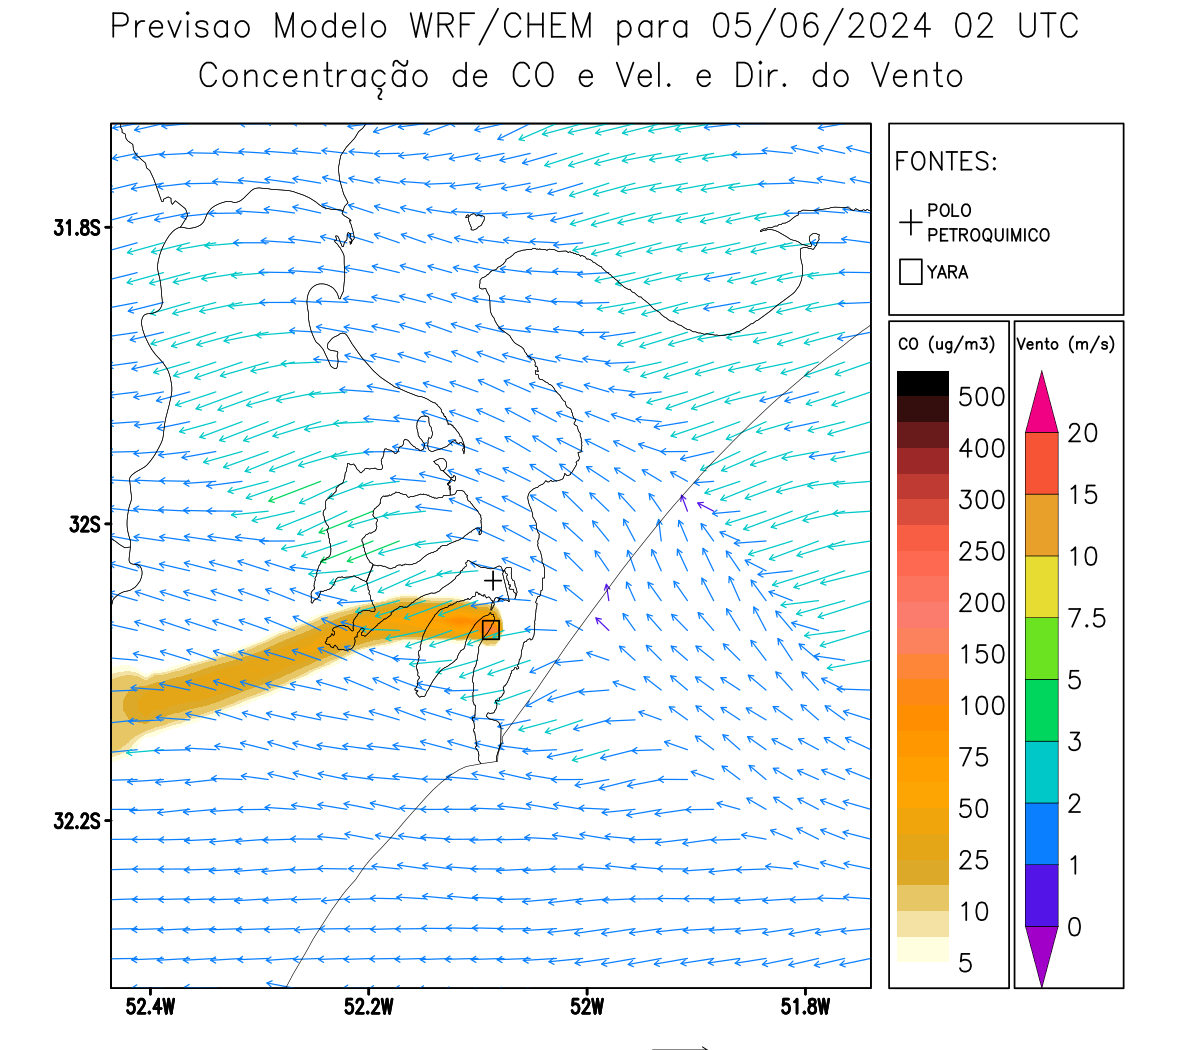 Previsao Modelo WRF/CHEM para 05/06/2024 02 UTC
Concentração de CO e Vel. e Dir. do Vento
FONTES:
POLO
PETROQUIMICO
YARA
31.8S
32S
32.2S
52.4W
52.2W
52W
51.8W
CO (ug/m3)
500
400
300
250
200
150
100
75
50
25
10
5
Vento (m/s)
20
15
10
7.5
5
3
2
1
0